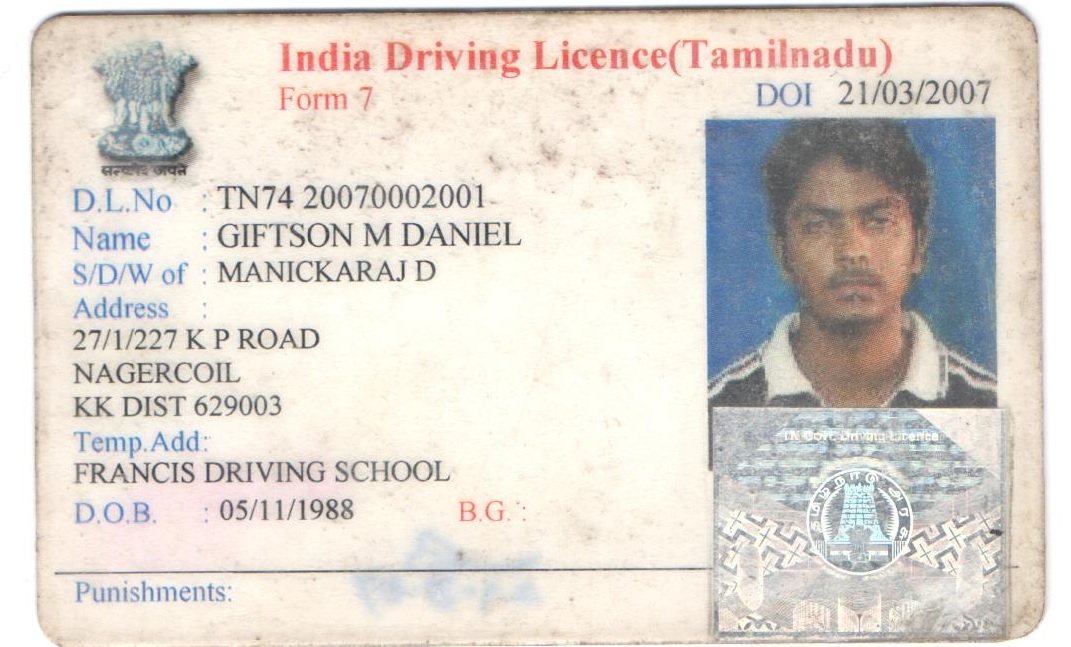 India Driving Licence(Tamilnadu)
Form 7
DOI 21/03/2007
सत्यमेव जयते
D.L.No : TN74 20070002001
Name : GIFTSON M DANIEL
S/D/W of : MANICKARAJ D
Address :
27/1/227 K P ROAD
NAGERCOIL
KK DIST 629003
Temp.Add:
FRANCIS DRIVING SCHOOL
D.O.B. : 05/11/1988 B.G. :
TN Govt. Driving Licence
தமிழ்நாடு அரசு
Punishments: